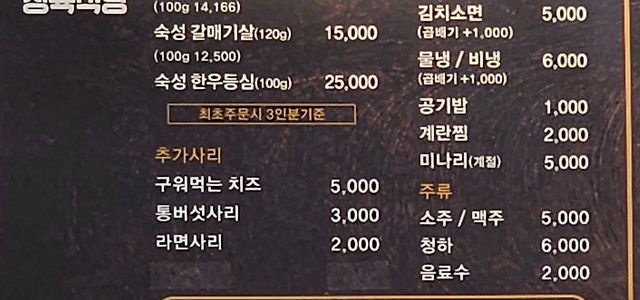 정육식당
(100g 14,166)
숙성 갈매기살(120g) 15,000
(100g 12,500)
숙성 한우등심(100g) 25,000
최초주문시 3인분기준
추가사리
구워먹는 치즈 5,000
통버섯사리 3,000
라면사리 2,000
김치소면 5,000
(곱배기 +1,000)
물냉 / 비냉 6,000
(곱배기 +1,000)
공기밥 1,000
계란찜 2,000
미나리(계절) 5,000
주류
소주 / 맥주 5,000
청하 6,000
음료수 2,000